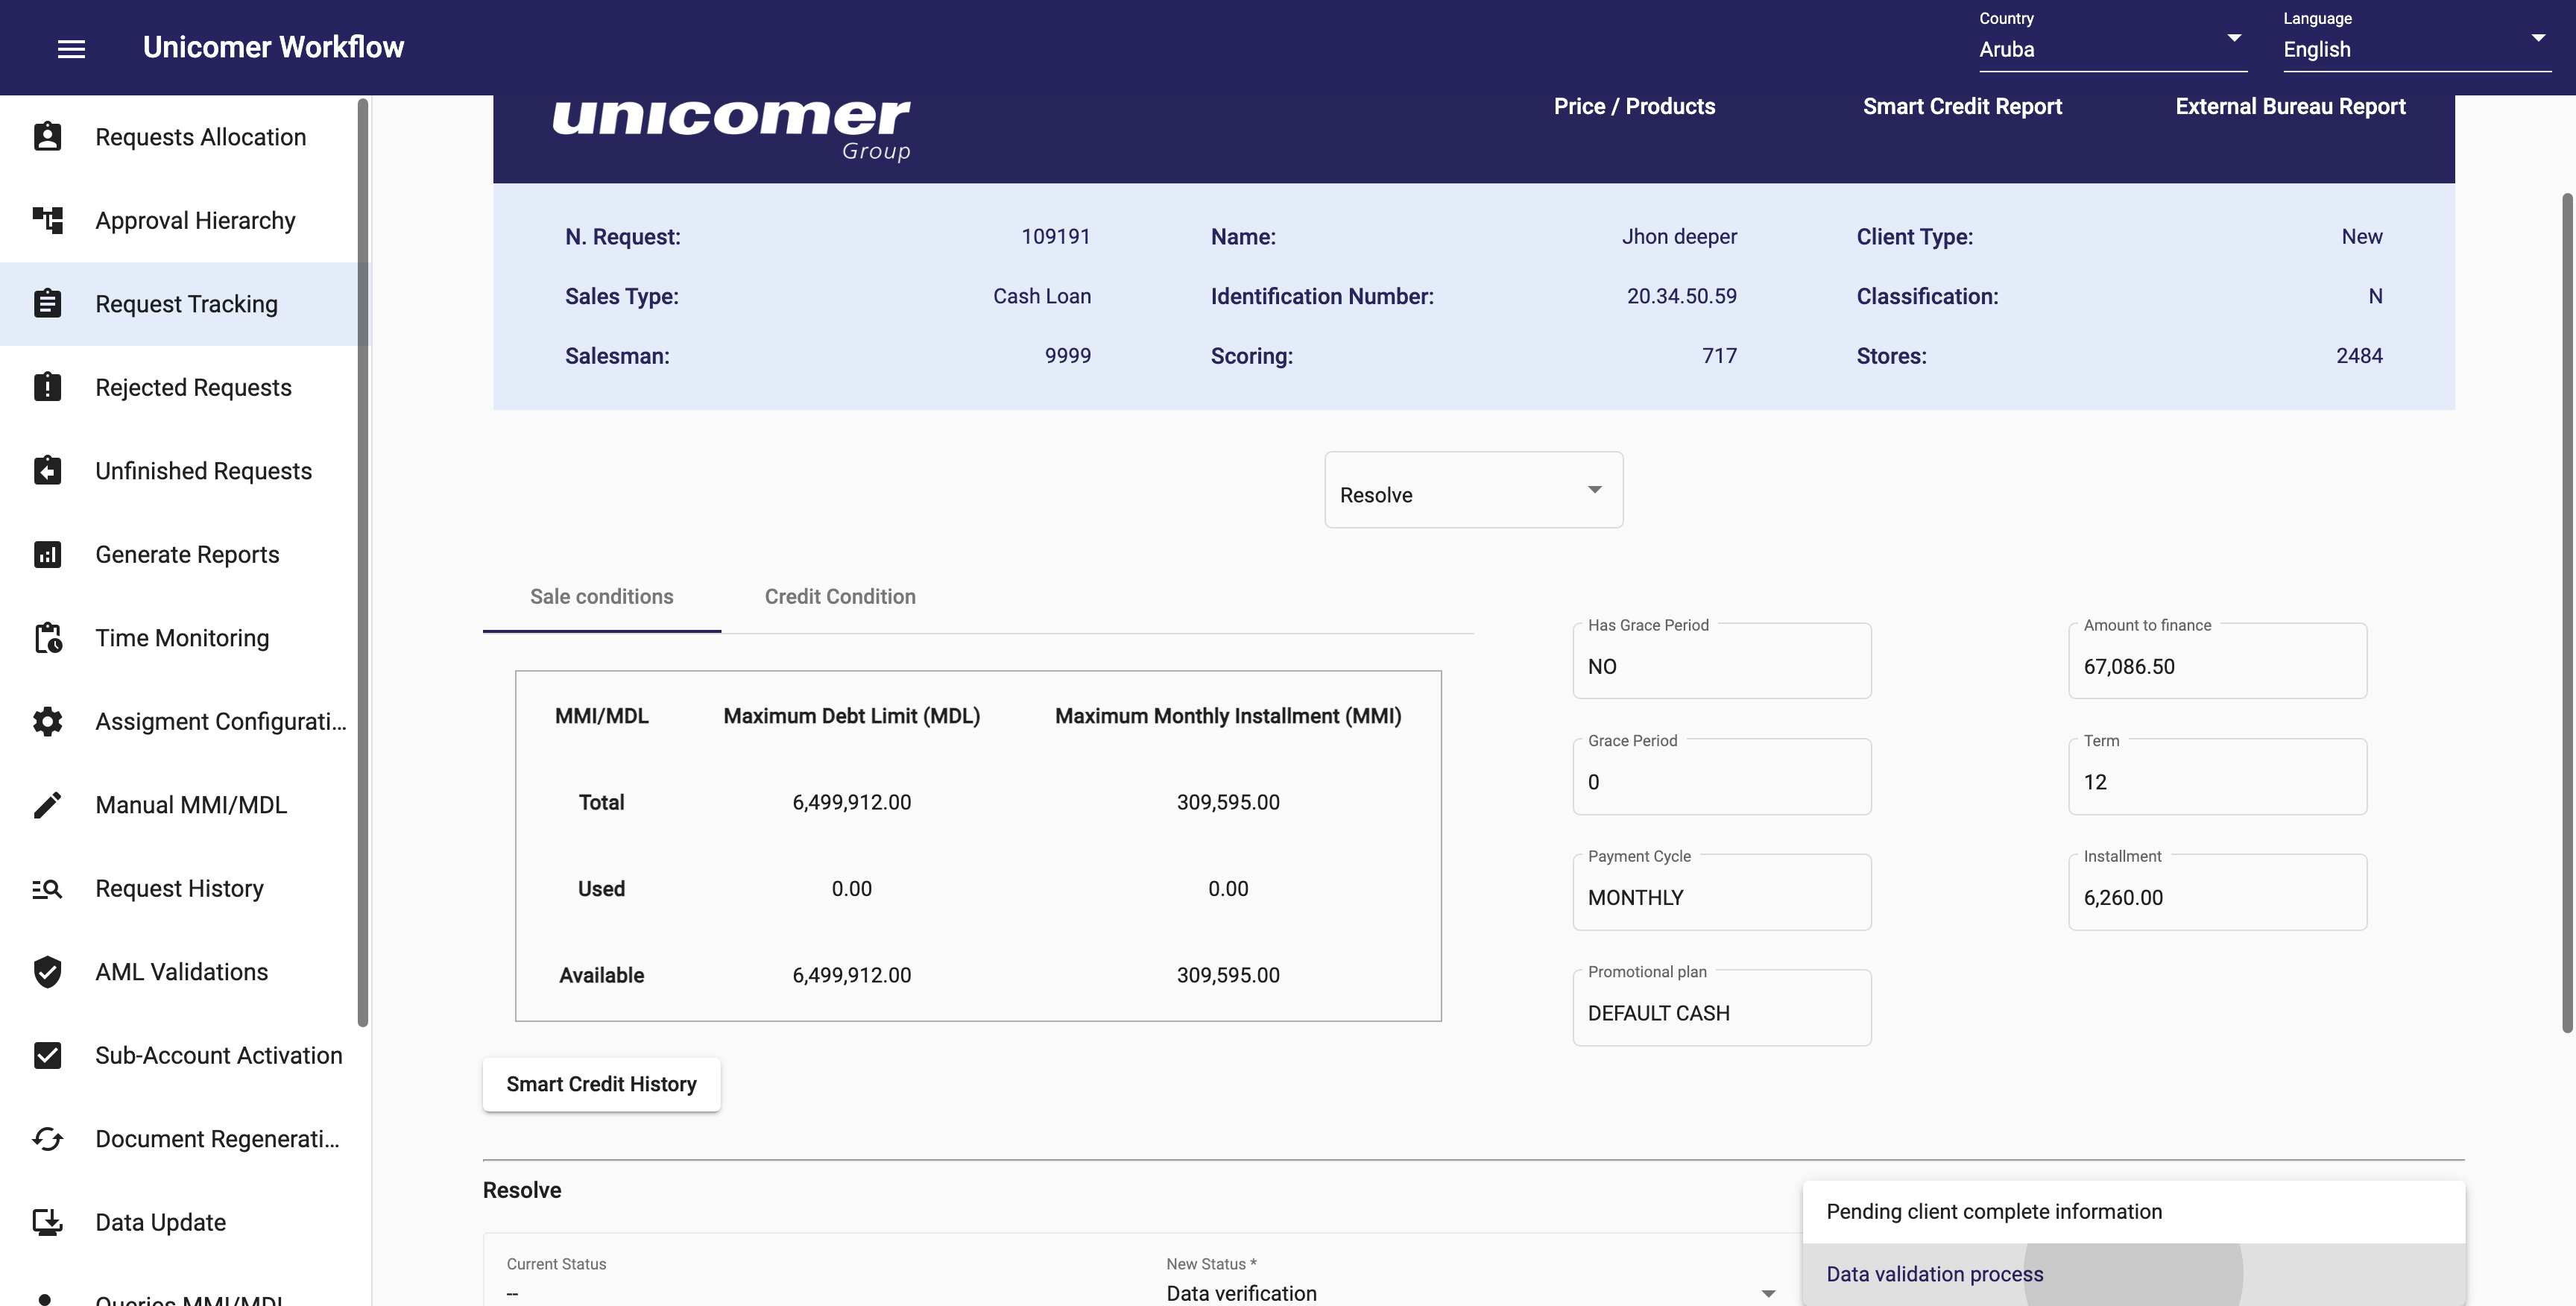 Unicomer Workflow
Country
Aruba
Language
English
Requests Allocation
Approval Hierarchy
Request Tracking
Rejected Requests
Unfinished Requests
Generate Reports
Time Monitoring
Assigment Configurati...
Manual MMI/MDL
Request History
AML Validations
Sub-Account Activation
Document Regenerati...
Data Update
Queries MMI/MDL
unicomer
Group
Price / Products
Smart Credit Report
External Bureau Report
N. Request: 109191 Name: Jhon deeper Client Type: New
Sales Type: Cash Loan Identification Number: 20.34.50.59 Classification: N
Salesman: 9999 Scoring: 717 Stores: 2484
Resolve
Sale conditions Credit Condition
MMI/MDL Maximum Debt Limit (MDL) Maximum Monthly Installment (MMI)
Total 6,499,912.00 309,595.00
Used 0.00 0.00
Available 6,499,912.00 309,595.00
Has Grace Period
NO
Amount to finance
67,086.50
Grace Period
0
Term
12
Payment Cycle
MONTHLY
Installment
6,260.00
Promotional plan
DEFAULT CASH
Smart Credit History
Resolve
Current Status
--
New Status *
Data verification
Pending client complete information
Data validation process